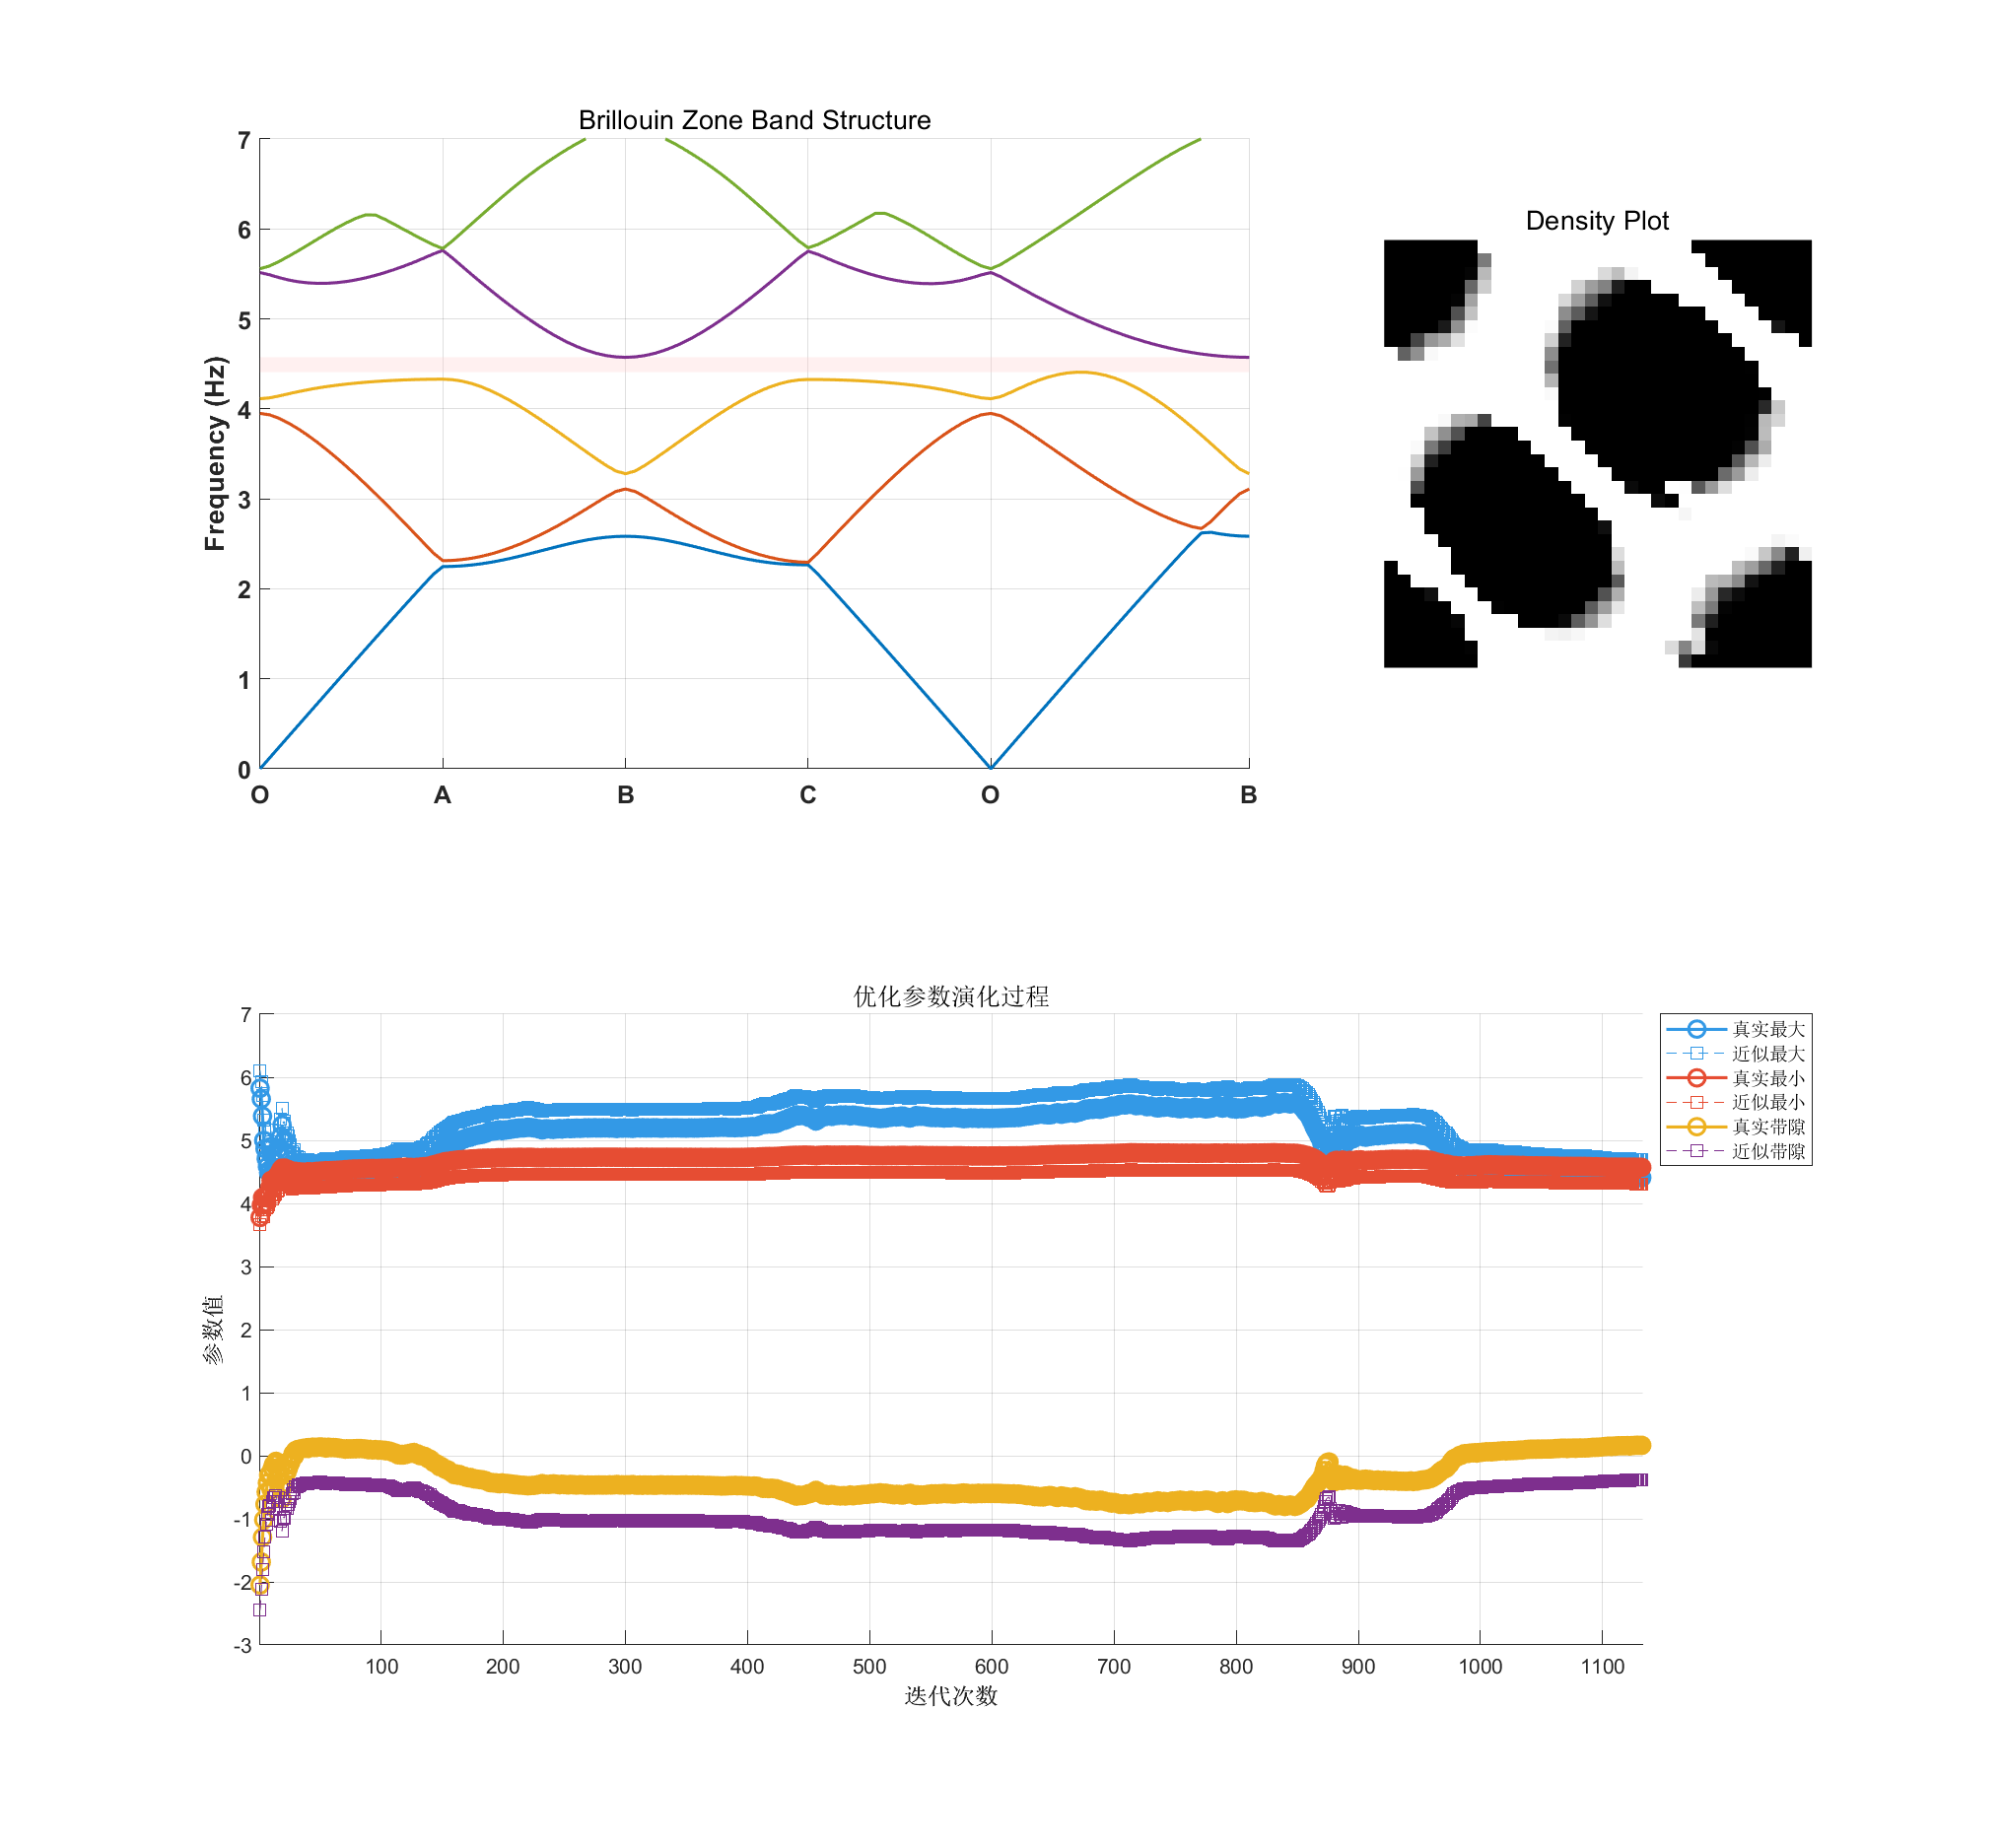 Brillouin Zone Band Structure
7
6
5
4
3
2
1
0
Frequency (Hz)
O A B C O B
Density Plot
优化参数演化过程
7
6
5
4
3
2
1
0
-1
-2
-3
参数值
100 200 300 400 500 600 700 800 900 1000 1100
迭代次数
真实最大
近似最大
真实最小
近似最小
真实带隙
近似带隙